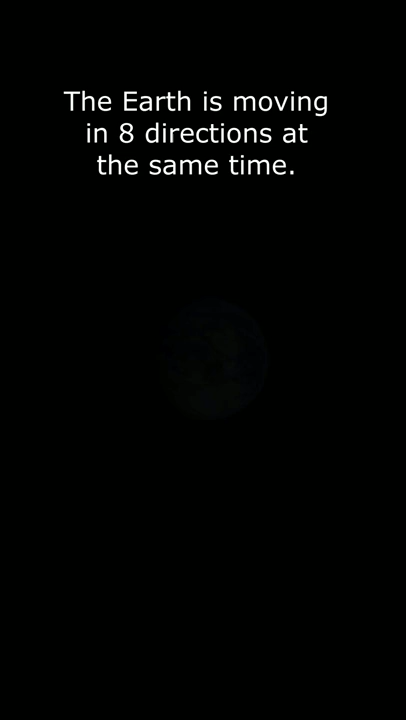 The Earth is moving
in 8 directions at
the same time.